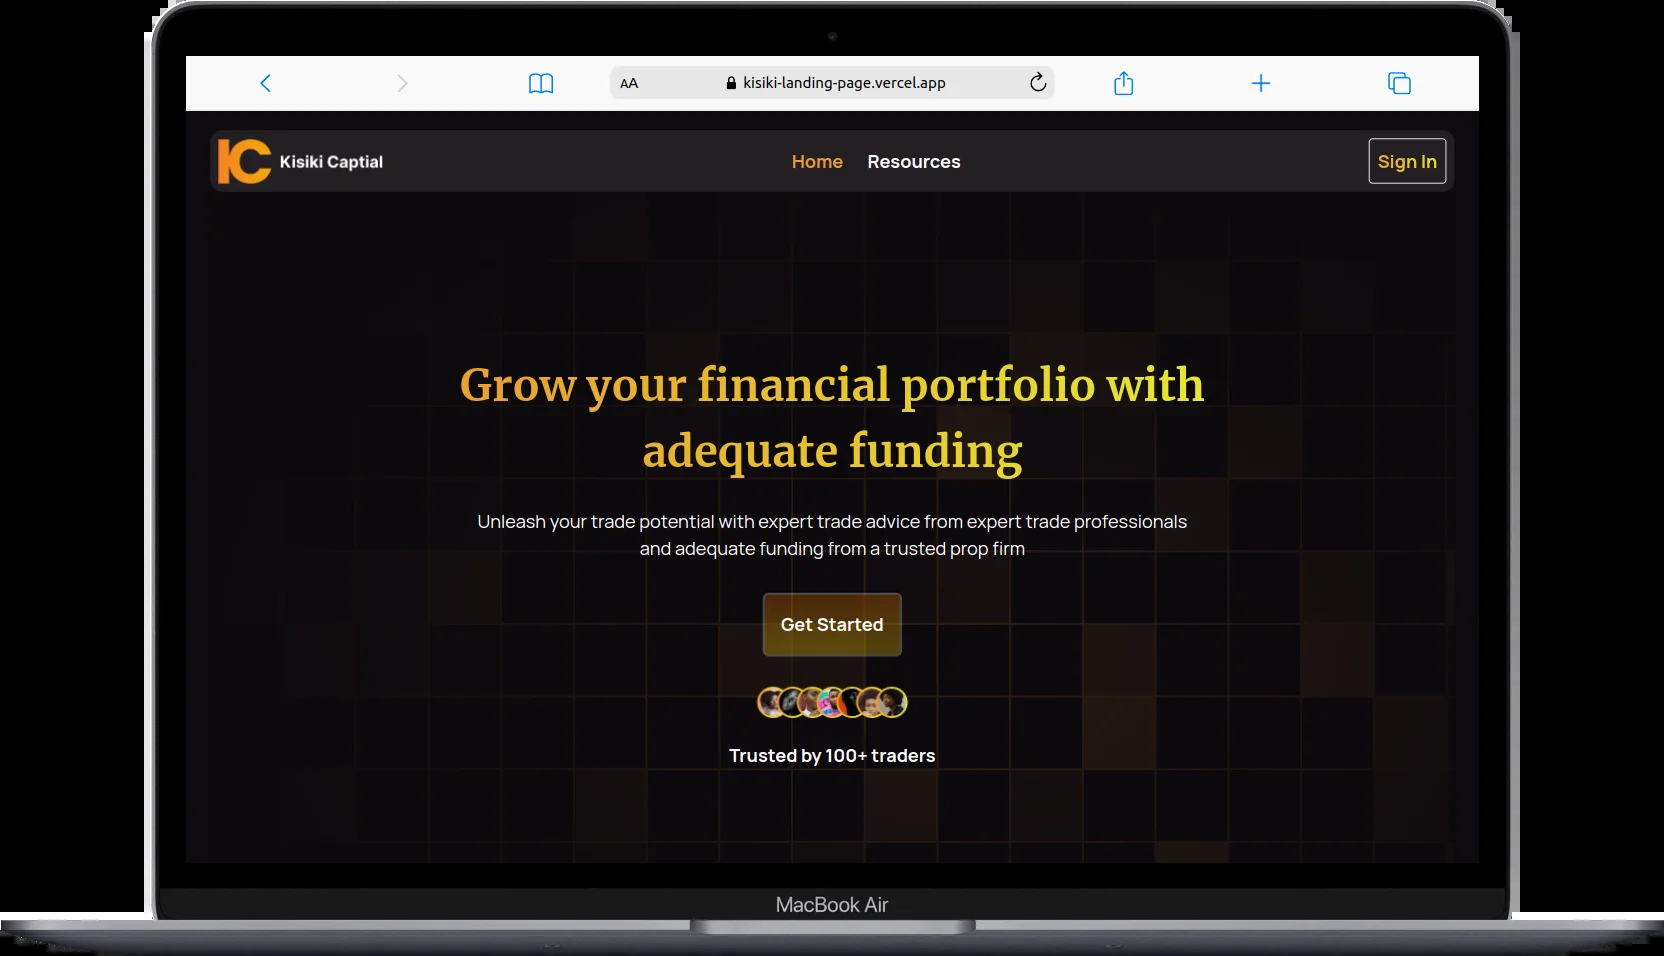 AA kisiki-landing-page.vercel.app
IC Kisiki Captial Home Resources Sign In
Grow your financial portfolio with
adequate funding
Unleash your trade potential with expert trade advice from expert trade professionals
and adequate funding from a trusted prop firm
Get Started
Trusted by 100+ traders
MacBook Air